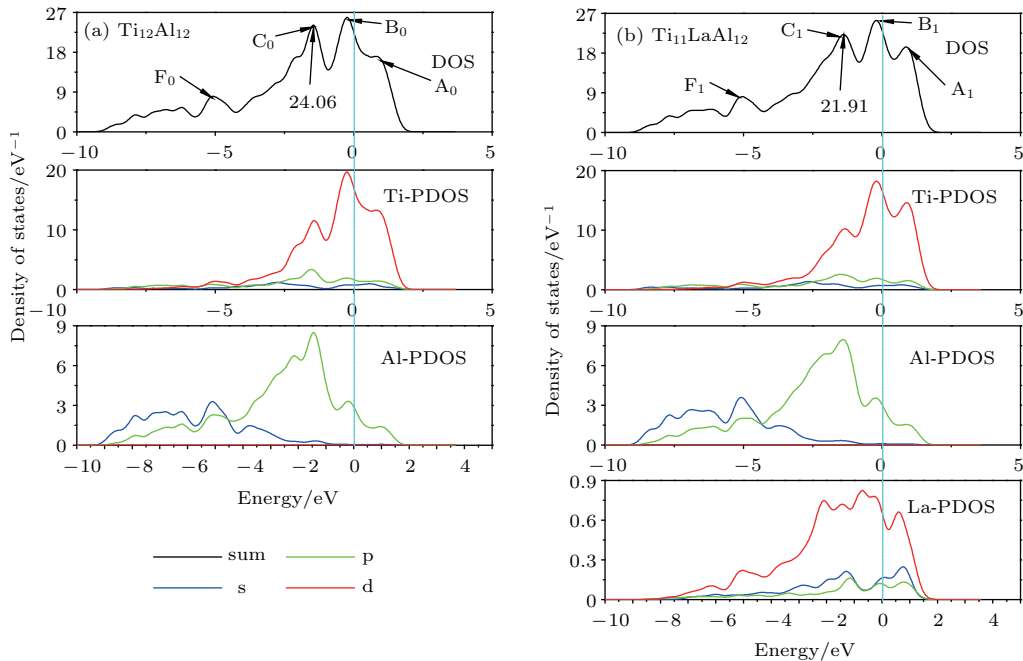 (a) Ti₁₂Al₁₂
27
18
9
0
C₀
B₀
DOS
F₀
24.06
A₀
−10
−5
0
5
Ti-PDOS
20
10
0
−10
−5
0
5
Al-PDOS
9
6
3
0
−10
−8
−6
−4
−2
0
2
4
Energy/eV
Density of states/eV⁻¹
sum
p
s
d
(b) Ti₁₁LaAl₁₂
27
18
9
0
C₁
B₁
DOS
F₁
21.91
A₁
−10
−5
0
5
Ti-PDOS
20
10
0
−10
−5
0
5
Al-PDOS
9
6
3
0
−10
−5
0
5
La-PDOS
0.9
0.6
0.3
0
−10
−8
−6
−4
−2
0
2
4
Energy/eV
Density of states/eV⁻¹